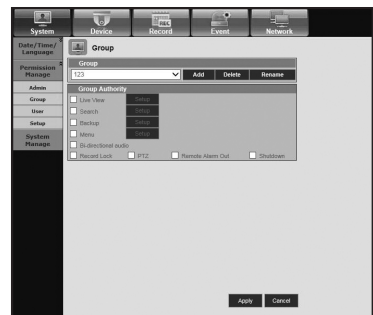 System
Device
Record
Event
Network
Date/Time/
Language
Permission
Manage
Admin
Group
User
Setup
System
Manage
Group
Group
123
Add
Delete
Rename
Group Authority
Live View
Setup
Search
Setup
Backup
Setup
Menu
Setup
Bi-directional audio
Record Lock
PTZ
Remote Alarm Out
Shutdown
Apply
Cancel